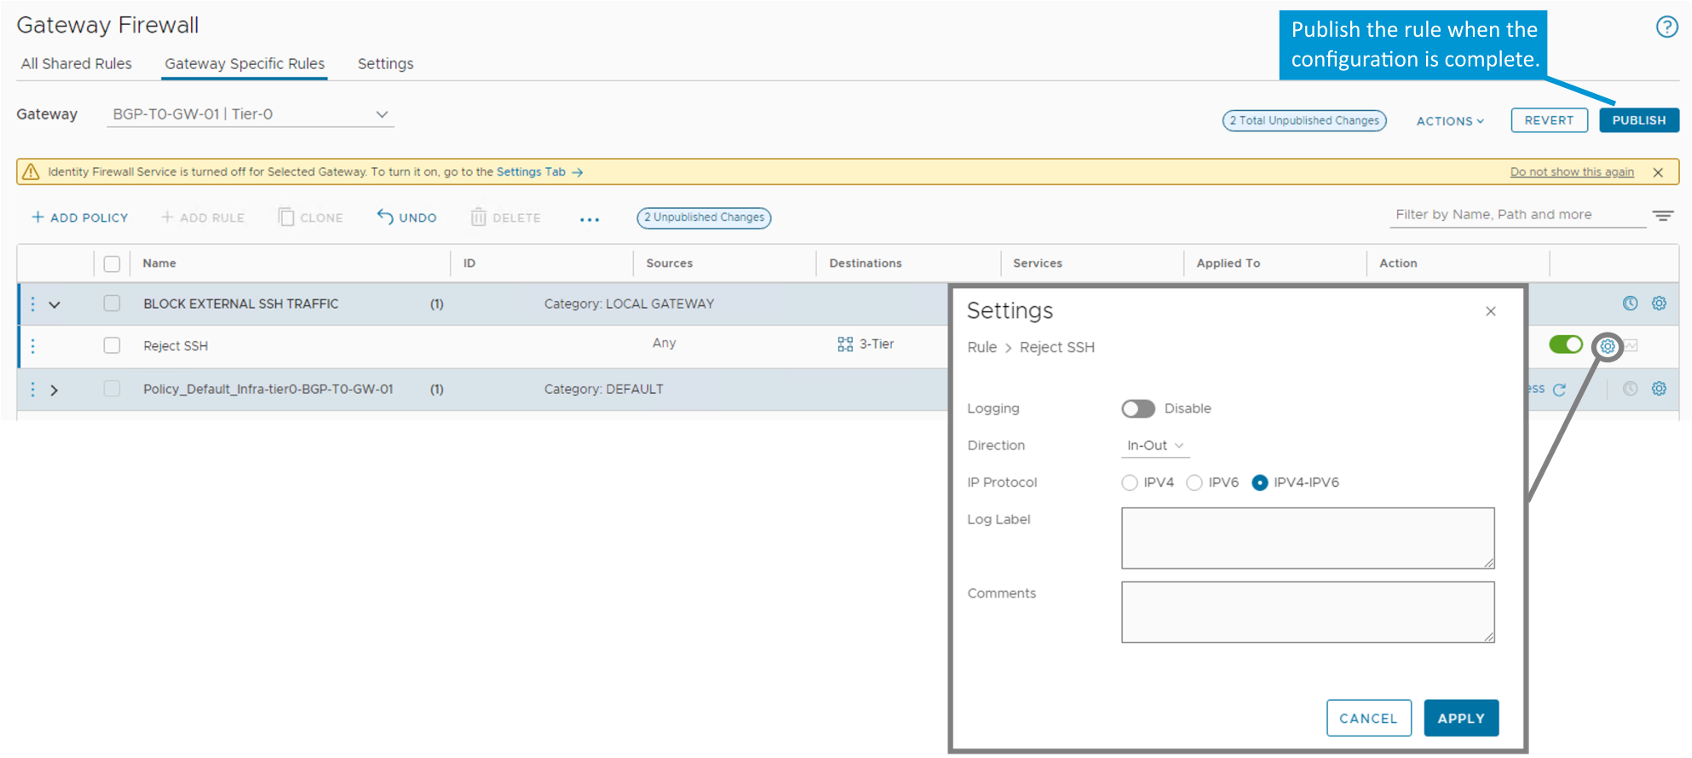 Gateway Firewall
Publish the rule when the
configuration is complete.
All Shared Rules
Gateway Specific Rules
Settings
Gateway
BGP-T0-GW-01 | Tier-0
2 Total Unpublished Changes
ACTIONS
REVERT
PUBLISH
Identity Firewall Service is turned off for Selected Gateway. To turn it on, go to the Settings Tab →
Do not show this again
+ ADD POLICY
+ ADD RULE
CLONE
UNDO
DELETE
...
2 Unpublished Changes
Filter by Name, Path and more
Name
ID
Sources
Destinations
Services
Applied To
Action
BLOCK EXTERNAL SSH TRAFFIC
(1)
Category: LOCAL GATEWAY
Reject SSH
Any
3-Tier
Policy_Default_Infra-tier0-BGP-T0-GW-01
(1)
Category: DEFAULT
ess
Settings
Rule > Reject SSH
Logging
Disable
Direction
In-Out
IP Protocol
IPV4
IPV6
IPV4-IPV6
Log Label
Comments
CANCEL
APPLY